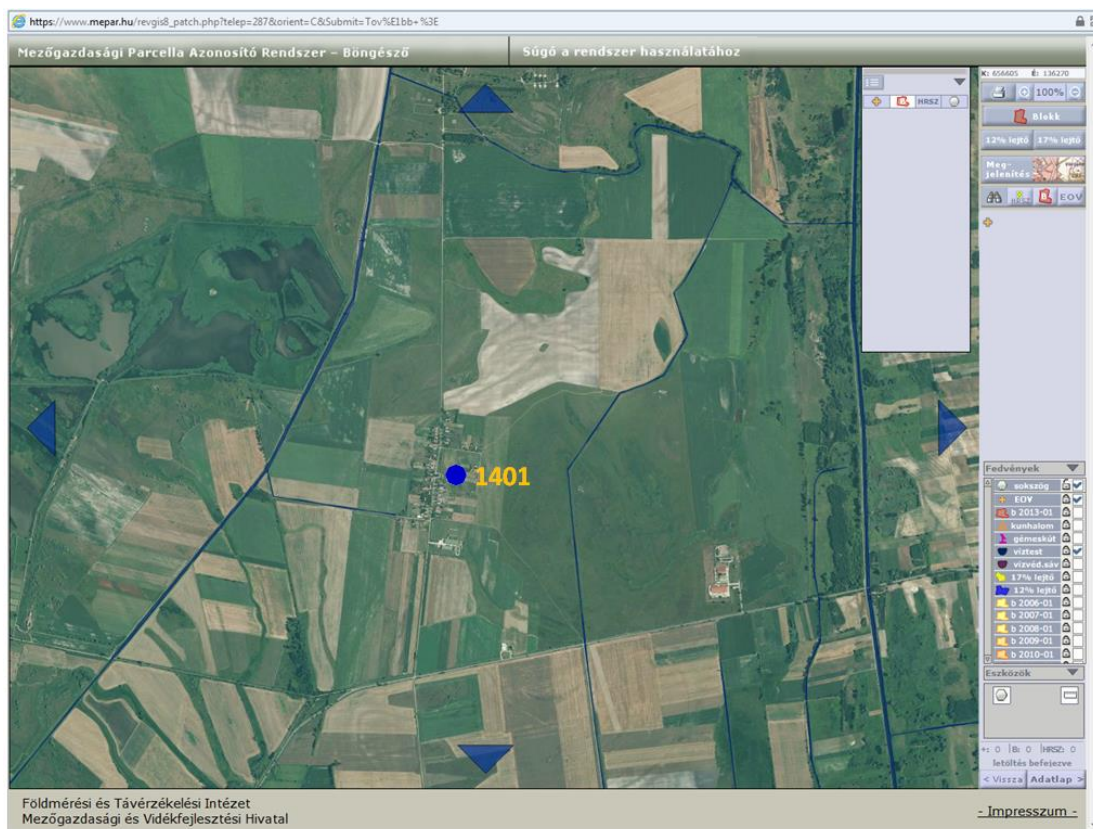 https://www.mepar.hu/revgis8_patch.php?telep=287&orient=C&Submit=Tov%E1bb+%3E
Mezőgazdasági Parcella Azonosító Rendszer – Böngésző
Súgó a rendszer használatához
K: 656605 É: 136270
100%
HRSZ
Blokk
12% lejtő 17% lejtő
Meg-
jelenítés
HRSZ EOV
1401
Fedvények
sokszög
EOV
b 2013-01
kunhalom
gémeskút
víztest
vízvéd.sáv
17% lejtő
12% lejtő
b 2006-01
b 2007-01
b 2008-01
b 2009-01
b 2010-01
Eszközök
+: 0 |B: 0 |HRSZ: 0
letöltés befejezve
< Vissza Adatlap >
Földmérési és Távérzékelési Intézet
Mezőgazdasági és Vidékfejlesztési Hivatal
- Impresszum -